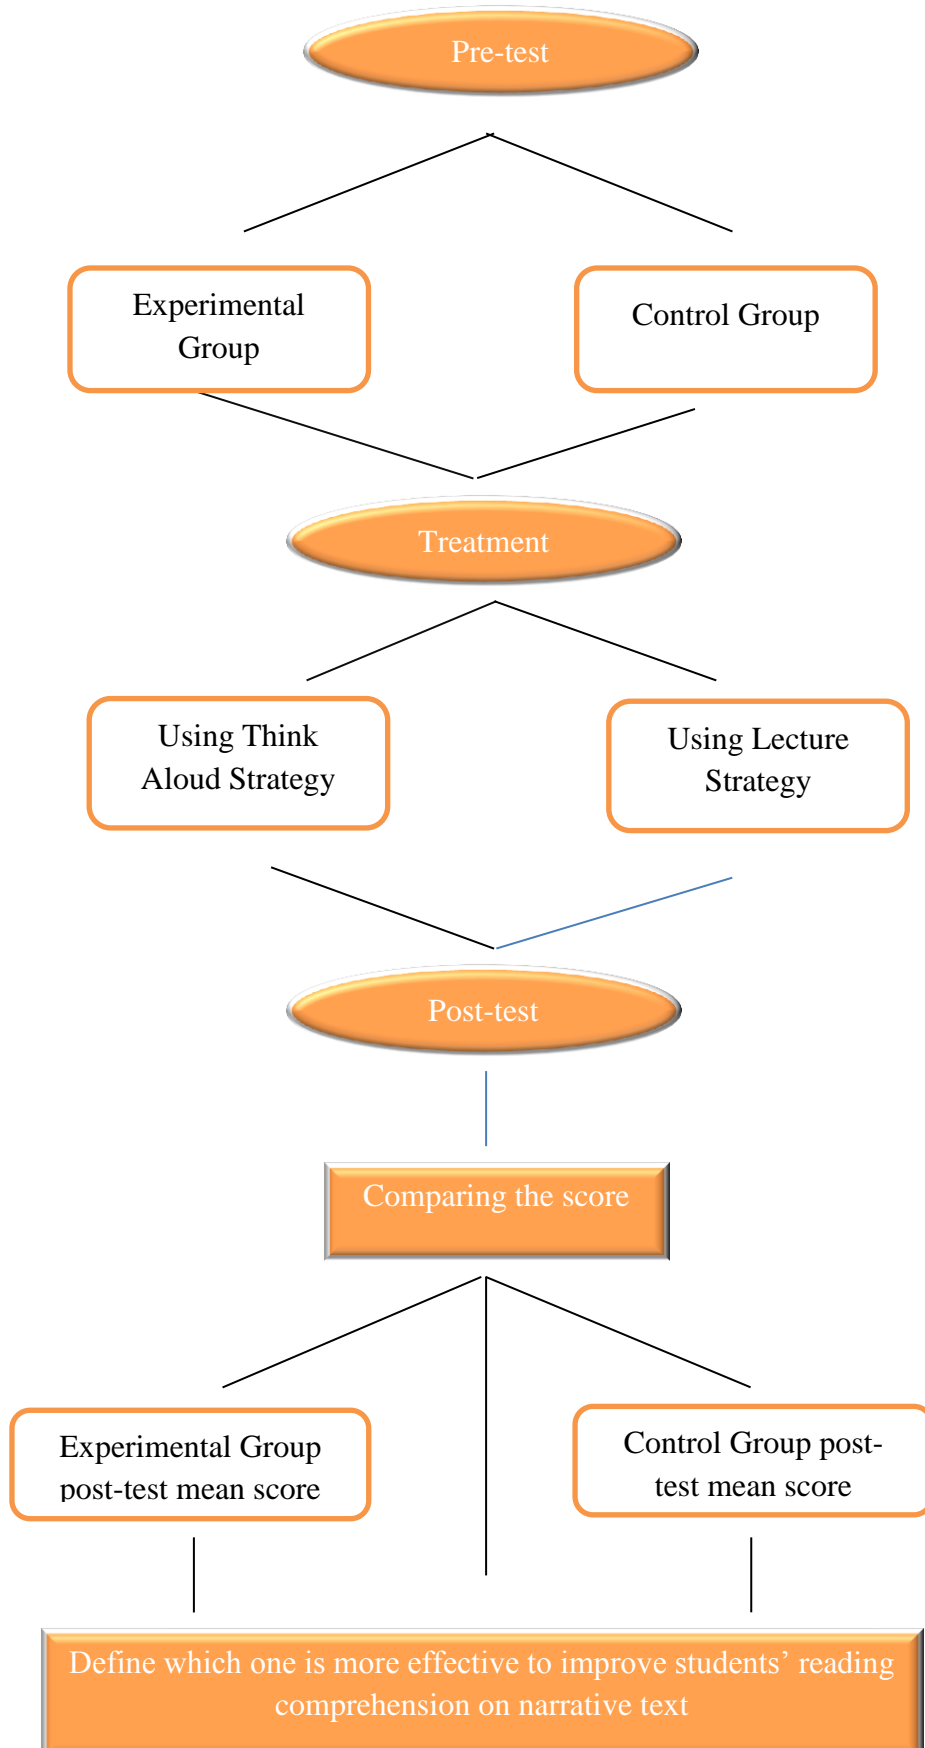 Pre-test
Experimental
Group
Control Group
Treatment
Using Think
Aloud Strategy
Using Lecture
Strategy
Post-test
Comparing the score
Experimental Group
post-test mean score
Control Group post-
test mean score
Define which one is more effective to improve students’ reading
comprehension on narrative text